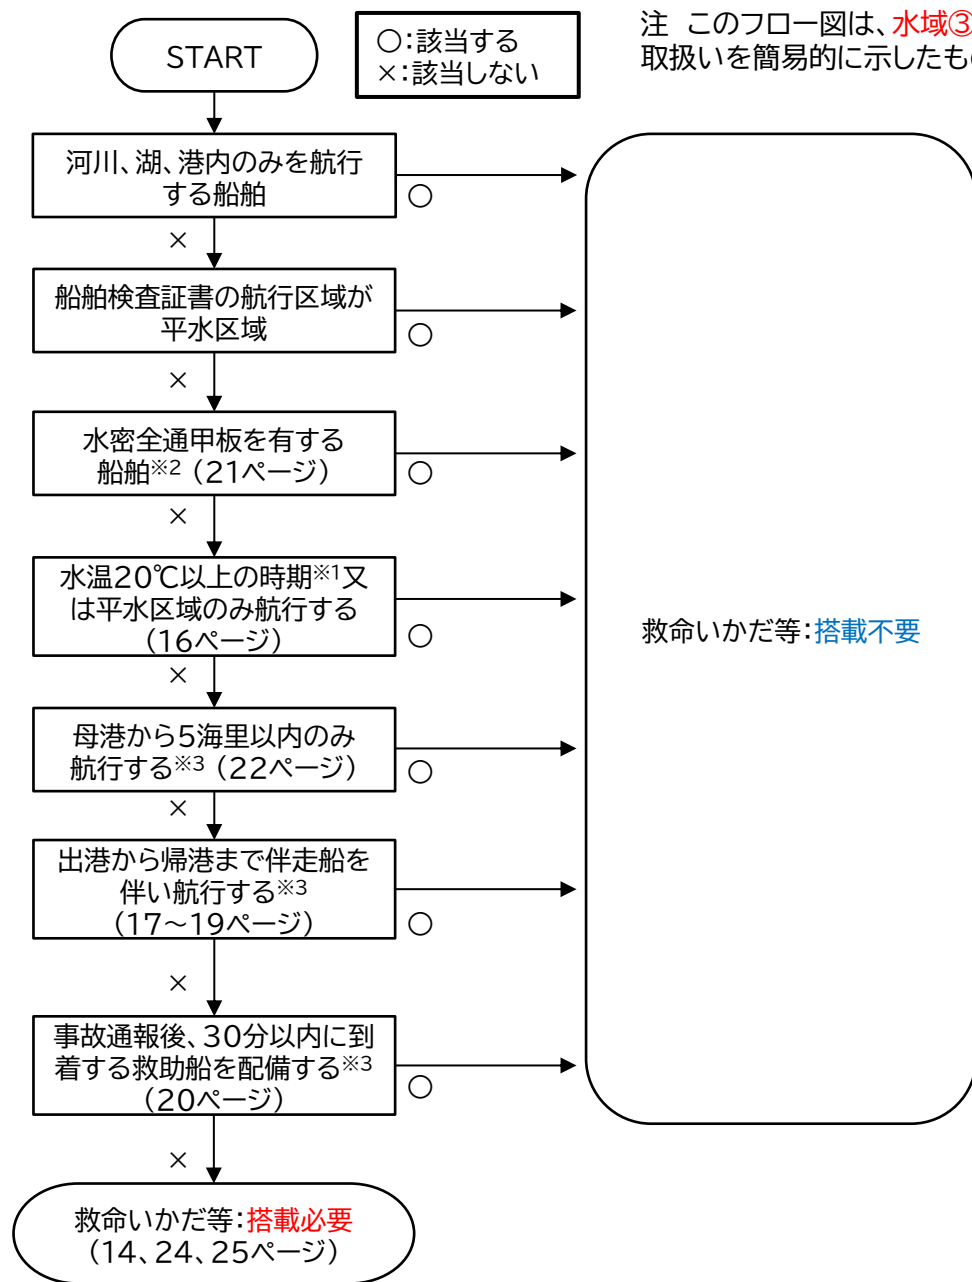 START
○:該当する
×:該当しない
注 このフロー図は、水域③
取扱いを簡易的に示したも
河川、湖、港内のみを航行
する船舶
○
×
船舶検査証書の航行区域が
平水区域
○
×
水密全通甲板を有する
船舶※2（21ページ）
○
×
水温20℃以上の時期※1又
は平水区域のみ航行する
（16ページ）
○
×
救命いかだ等：搭載不要
母港から5海里以内のみ
航行する※3（22ページ）
○
×
出港から帰港まで伴走船を
伴い航行する※3
（17～19ページ）
○
×
事故通報後、30分以内に到
着する救助船を配備する※3
（20ページ）
○
×
救命いかだ等：搭載必要
（14、24、25ページ）